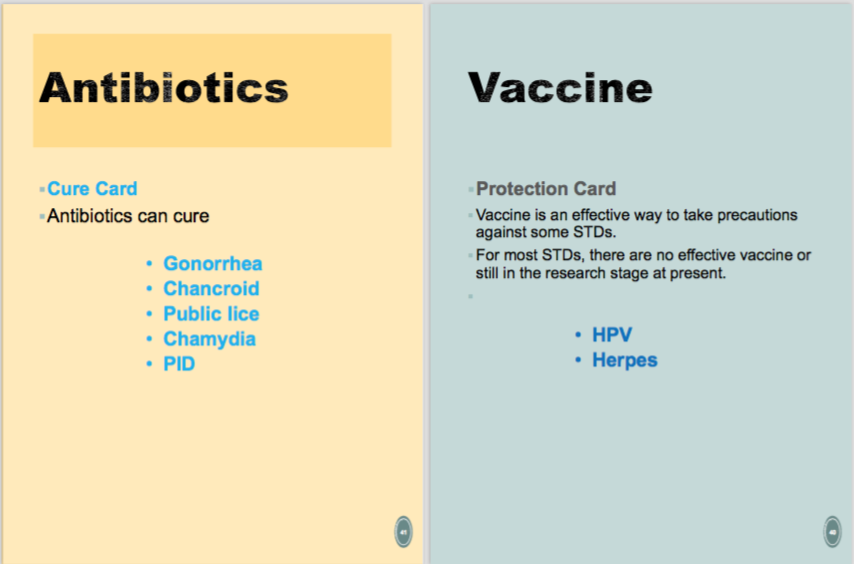 Antibiotics
Cure Card
Antibiotics can cure
• Gonorrhea
• Chancroid
• Public lice
• Chamydia
• PID
41
Vaccine
Protection Card
Vaccine is an effective way to take precautions
against some STDs.
For most STDs, there are no effective vaccine or
still in the research stage at present.
• HPV
• Herpes
40